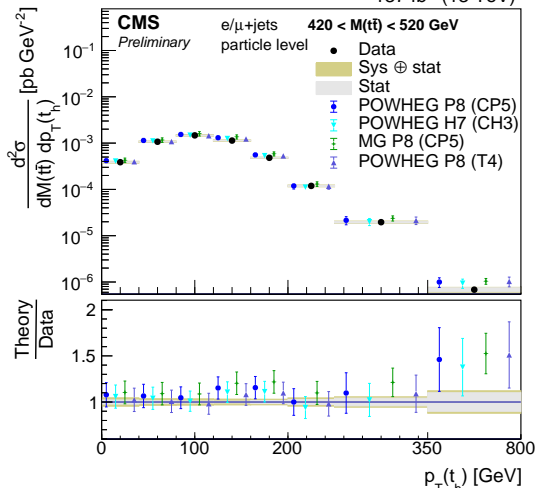 CMS
Preliminary
e/μ+jets
particle level
420 < M(tt̄) < 520 GeV
Data
Sys ⊕ stat
Stat
POWHEG P8 (CP5)
POWHEG H7 (CH3)
MG P8 (CP5)
POWHEG P8 (T4)
d²σ
dM(tt̄) dp_T(t_h)
[pb GeV⁻²]
10⁻¹
10⁻²
10⁻³
10⁻⁴
10⁻⁵
10⁻⁶
Theory
Data
2
1.5
1
0 100 200 350 800
p_T(t_h) [GeV]